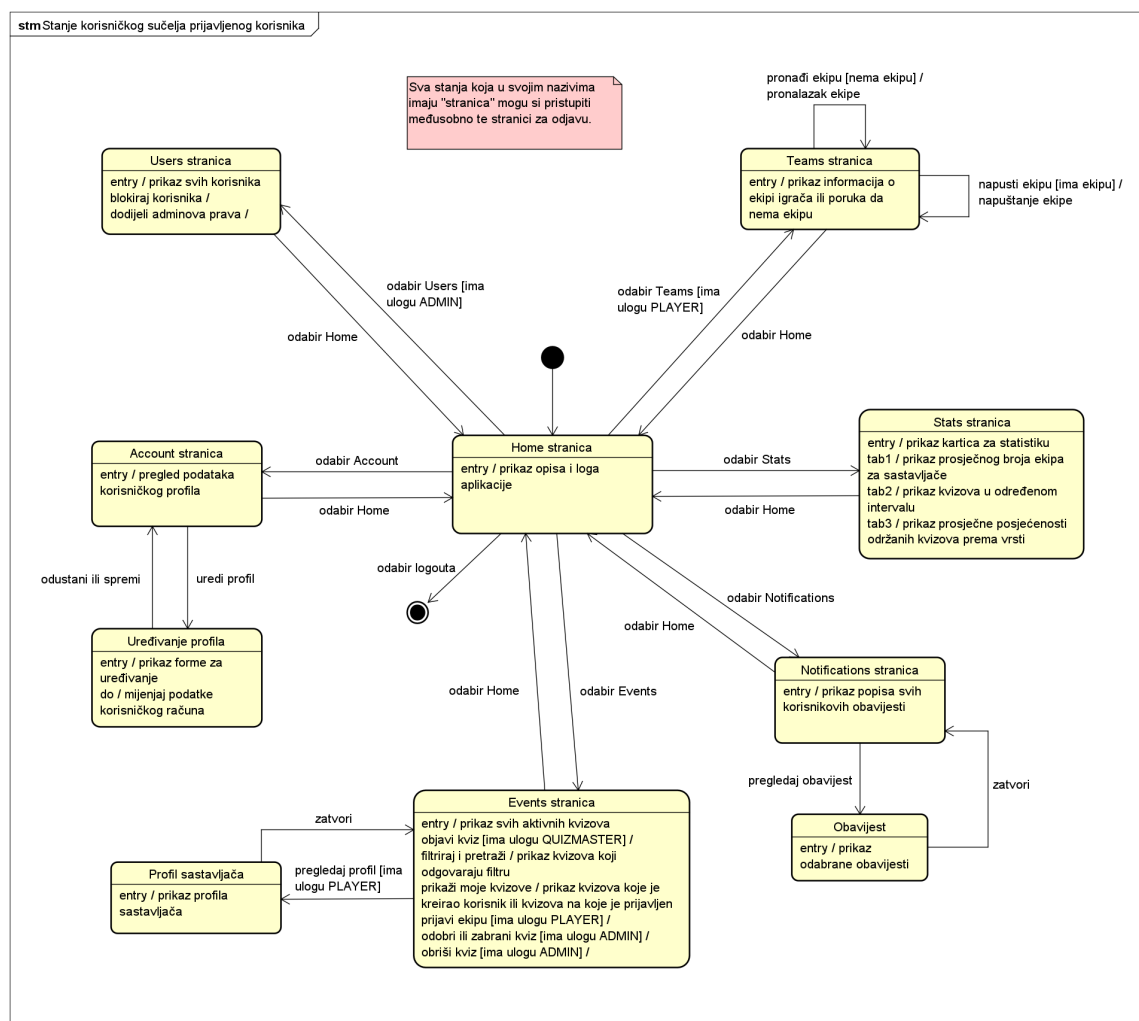 stm Stanje korisničkog sučelja prijavljenog korisnika
Sva stanja koja u svojim nazivima
imaju "stranica" mogu si pristupiti
međusobno te stranici za odjavu.
pronađi ekipu [nema ekipu] /
pronalazak ekipe
Users stranica
entry / prikaz svih korisnika
blokiraj korisnika /
dodijeli adminova prava /
Teams stranica
entry / prikaz informacija o
ekipi igrača ili poruka da
nema ekipu
napusti ekipu [ima ekipu] /
napuštanje ekipe
odabir Users [ima
ulogu ADMIN]
odabir Home
odabir Teams [ima
ulogu PLAYER]
odabir Home
Account stranica
entry / pregled podataka
korisničkog profila
odabir Account
odabir Home
Home stranica
entry / prikaz opisa i loga
aplikacije
odabir Stats
odabir Home
Stats stranica
entry / prikaz kartica za statistiku
tab1 / prikaz prosječnog broja ekipa
za sastavljače
tab2 / prikaz kvizova u određenom
intervalu
tab3 / prikaz prosječne posjećenosti
održanih kvizova prema vrsti
odustani ili spremi
uredi profil
odabir logouta
odabir Notifications
odabir Home
Uređivanje profila
entry / prikaz forme za
uređivanje
do / mijenjaj podatke
korisničkog računa
odabir Home
odabir Events
Notifications stranica
entry / prikaz popisa svih
korisnikovih obavijesti
pregledaj obavijest
zatvori
Obavijest
entry / prikaz
odabrane obavijesti
zatvori
pregledaj profil [ima
ulogu PLAYER]
Profil sastavljača
entry / prikaz profila
sastavljača
Events stranica
entry / prikaz svih aktivnih kvizova
objavi kviz [ima ulogu QUIZMASTER] /
filtriraj i pretraži / prikaz kvizova koji
odgovaraju filtru
prikaži moje kvizove / prikaz kvizova koje je
kreirao korisnik ili kvizova na koje je prijavljen
prijavi ekipu [ima ulogu PLAYER] /
odobri ili zabrani kviz [ima ulogu ADMIN] /
obriši kviz [ima ulogu ADMIN] /